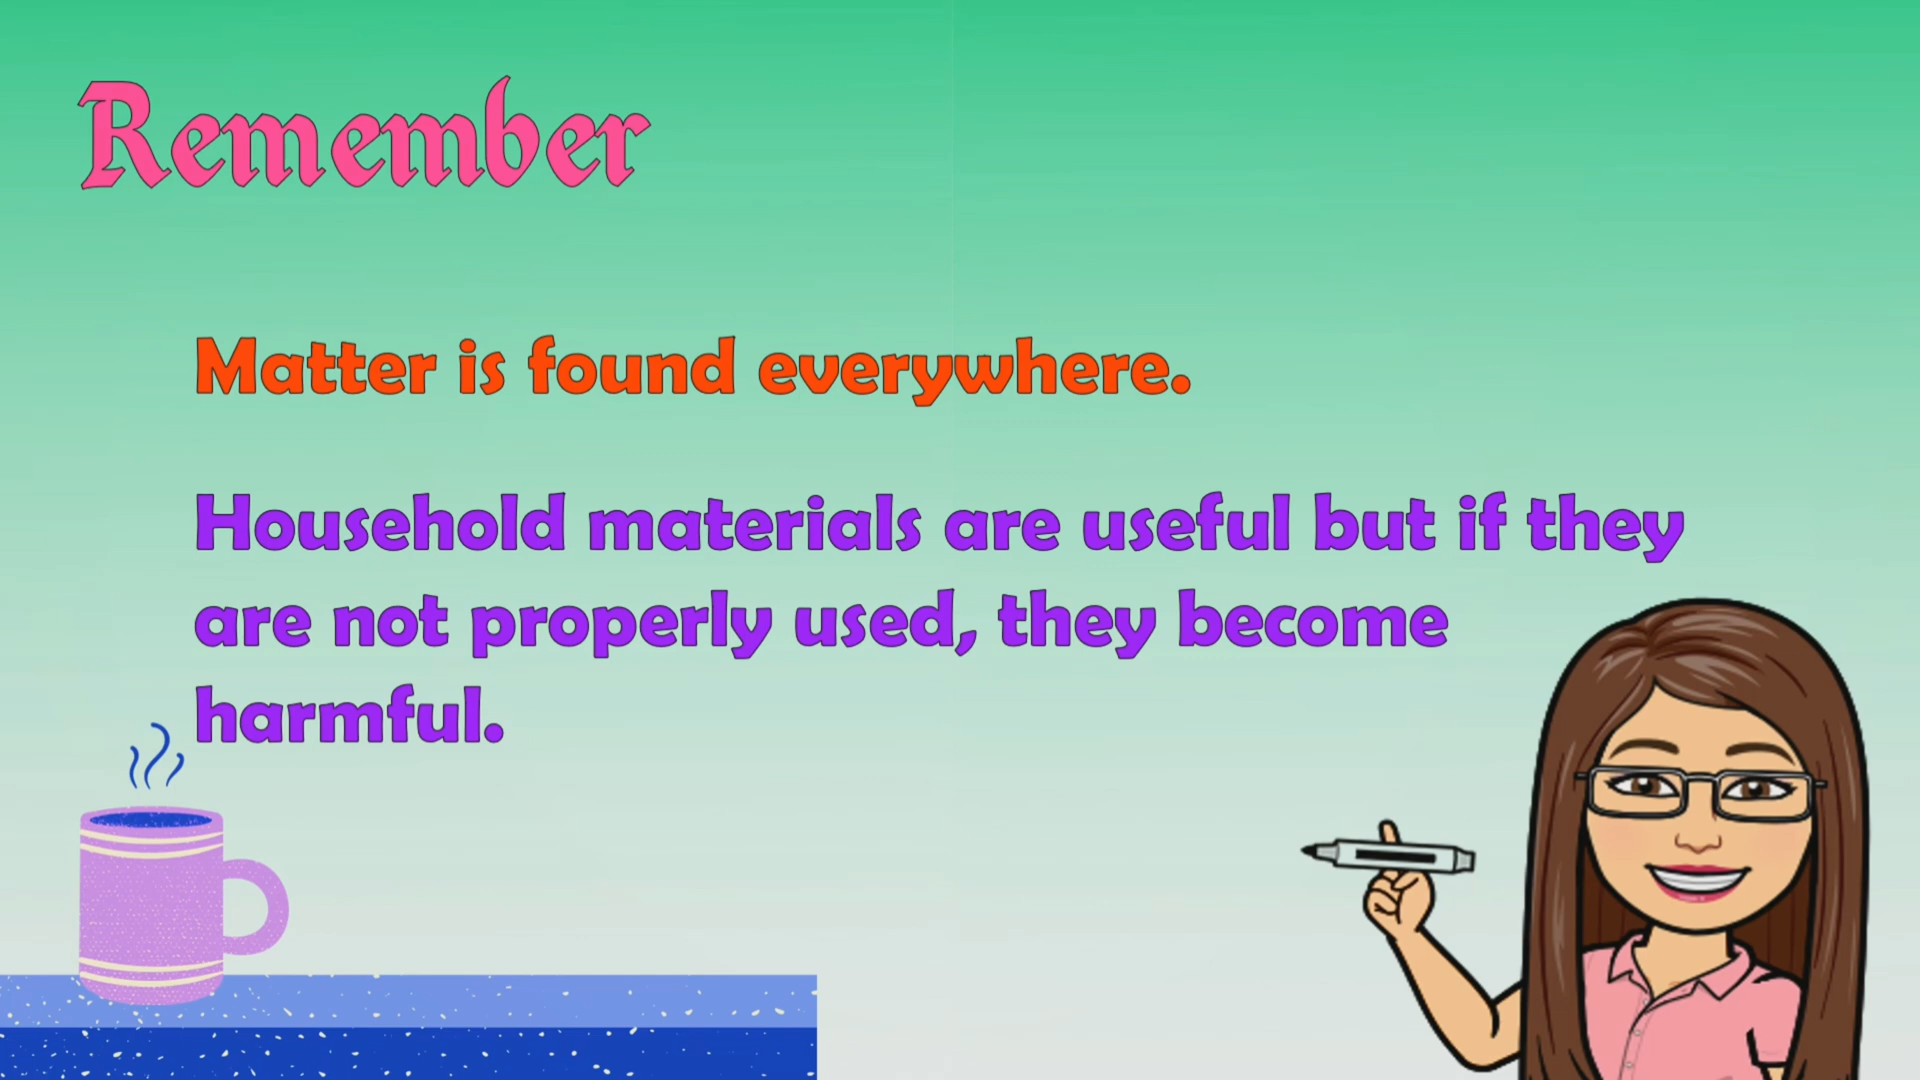 Remember
Matter is found everywhere.
Household materials are useful but if they
are not properly used, they become
harmful.